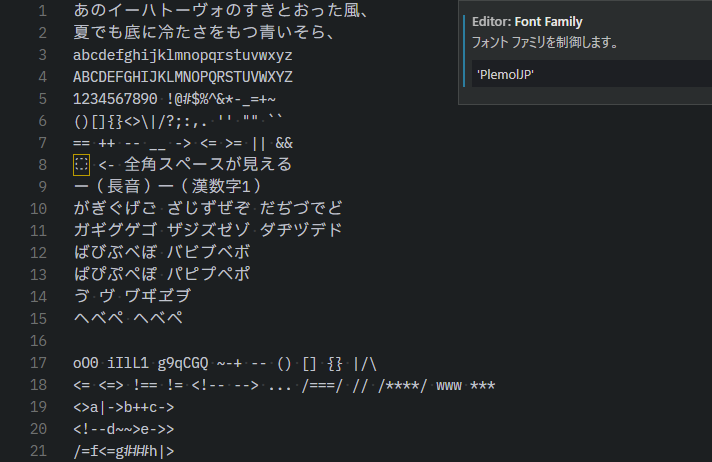 1 あのイーハトーヴォのすきとおった風、
2 夏でも底に冷たさをもつ青いそら、
3 abcdefghijklmnopqrstuvwxyz
4 ABCDEFGHIJKLMNOPQRSTUVWXYZ
5 1234567890 !@#$%^&*-_=+~
6 ()[]{}<>\|/?;:,. '' "" ``
7 == ++ -- __ -> <= >= || &&
8 　 <- 全角スペースが見える
9 ー（長音）一（漢数字1）
10 がぎぐげご ざじずぜぞ だぢづでど
11 ガギグゲゴ ザジズゼゾ ダヂヅデド
12 ばびぶべぼ バビブベボ
13 ぱぴぷぺぽ パピプペポ
14 ゔ ヴ ヷヸヹヺ
15 へべぺ ヘベペ
16
17 oO0 iIlL1 g9qCGQ ~-+ -- () [] {} |/\
18 <= <=> !== != <!-- --> ... /===/ // /****/ www ***
19 <>a|->b++c->
20 <!--d~~>e->>
21 /=f<=g###h|>
Editor: Font Family
フォント ファミリを制御します。
'PlemolJP'